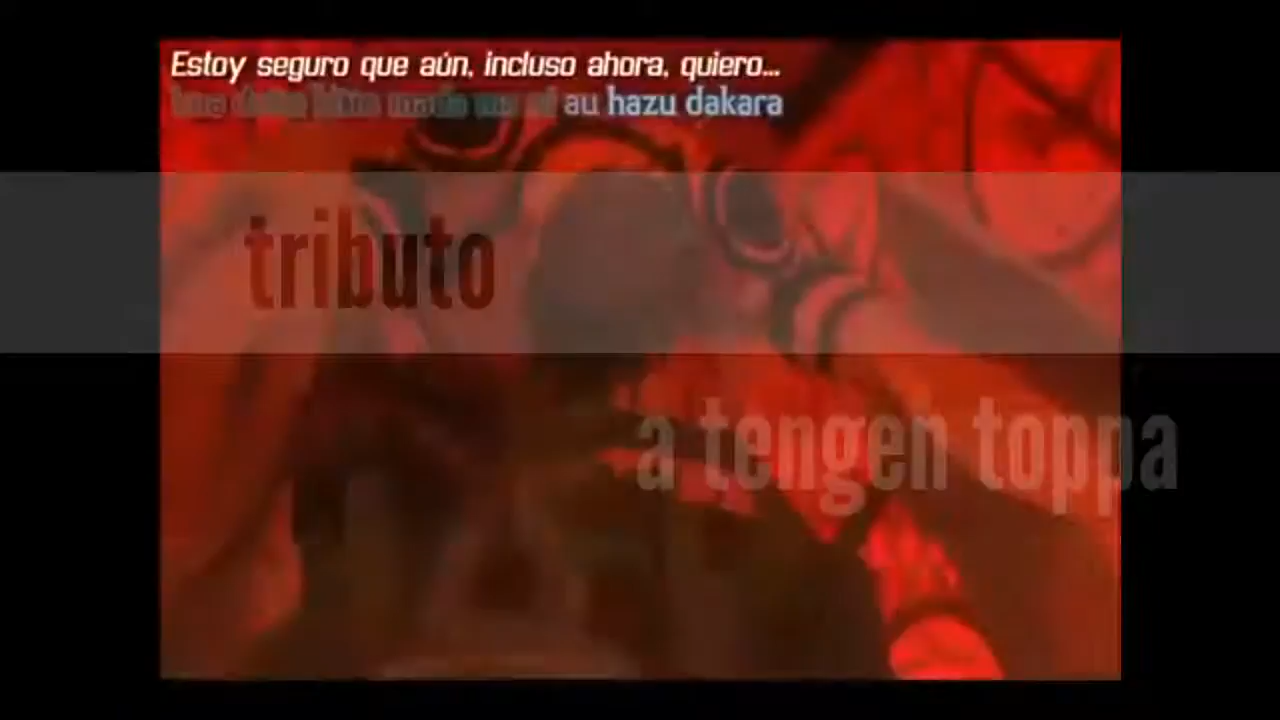 Estoy seguro que aún, incluso ahora, quiero...
au hazu dakara
tributo
a tengen toppa